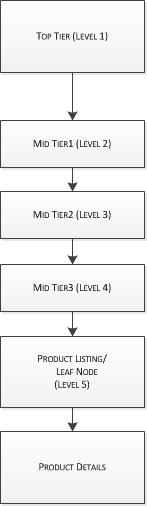 Top Tier (Level 1)
Mid Tier1 (Level 2)
Mid Tier2 (Level 3)
Mid Tier3 (Level 4)
Product Listing/
Leaf Node
(Level 5)
Product Details